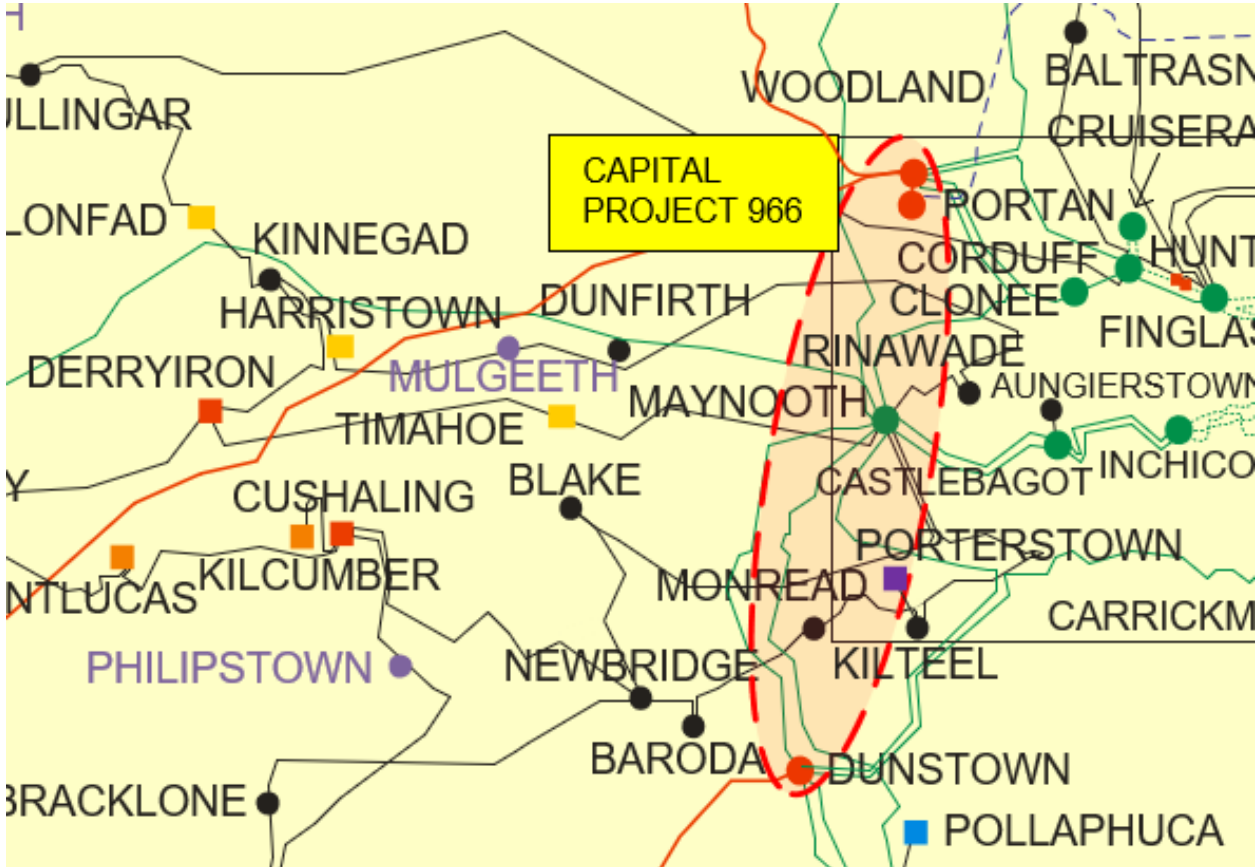 H
WOODLAND
BALTRASN
ULLINGAR
CRUISERA
CAPITAL
PROJECT 966
LONFAD
PORTAN
KINNEGAD
CORDUFF
HUNT
CLONEE
HARRISTOWN
DUNFIRTH
FINGLAS
RINAWADE
DERRYIRON
MULGEETH
AUNGIERSTOWN
MAYNOOTH
TIMAHOE
INCHICO
Y
CUSHALING
BLAKE
CASTLEBAGOT
PORTERSTOWN
KILCUMBER
MONREAD
NTLUCAS
CARRICKM
PHILIPSTOWN
NEWBRIDGE
KILTEEL
BARODA
DUNSTOWN
BRACKLONE
POLLAPHUCA